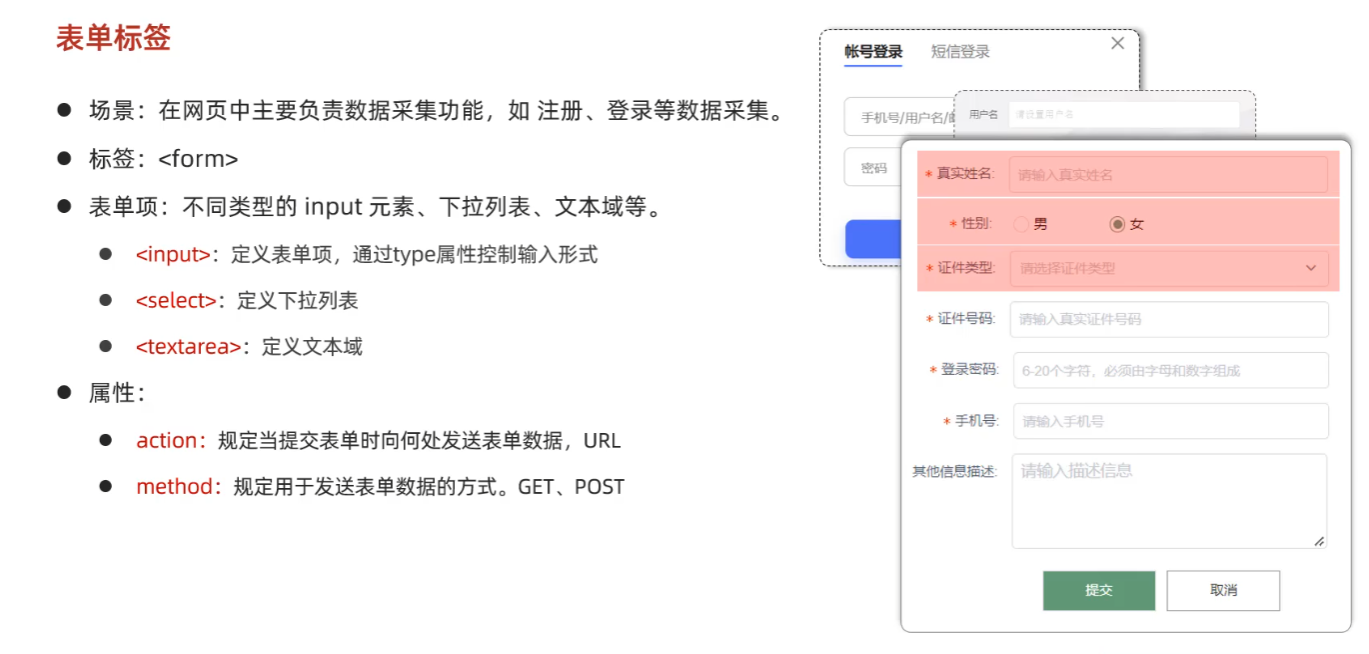 表单标签
场景：在网页中主要负责数据采集功能，如 注册、登录等数据采集。
标签：<form>
表单项：不同类型的 input 元素、下拉列表、文本域等。
<input>：定义表单项，通过type属性控制输入形式
<select>：定义下拉列表
<textarea>：定义文本域
属性：
action：规定当提交表单时向何处发送表单数据，URL
method：规定用于发送表单数据的方式。GET、POST
帐号登录 短信登录
手机号/用户名/
密码
用户名 请设置用户名
* 真实姓名: 请输入真实姓名
* 性别: 男 女
* 证件类型: 请选择证件类型
* 证件号码: 请输入真实证件号码
* 登录密码: 6-20个字符，必须由字母和数字组成
* 手机号: 请输入手机号
其他信息描述: 请输入描述信息
提交 取消